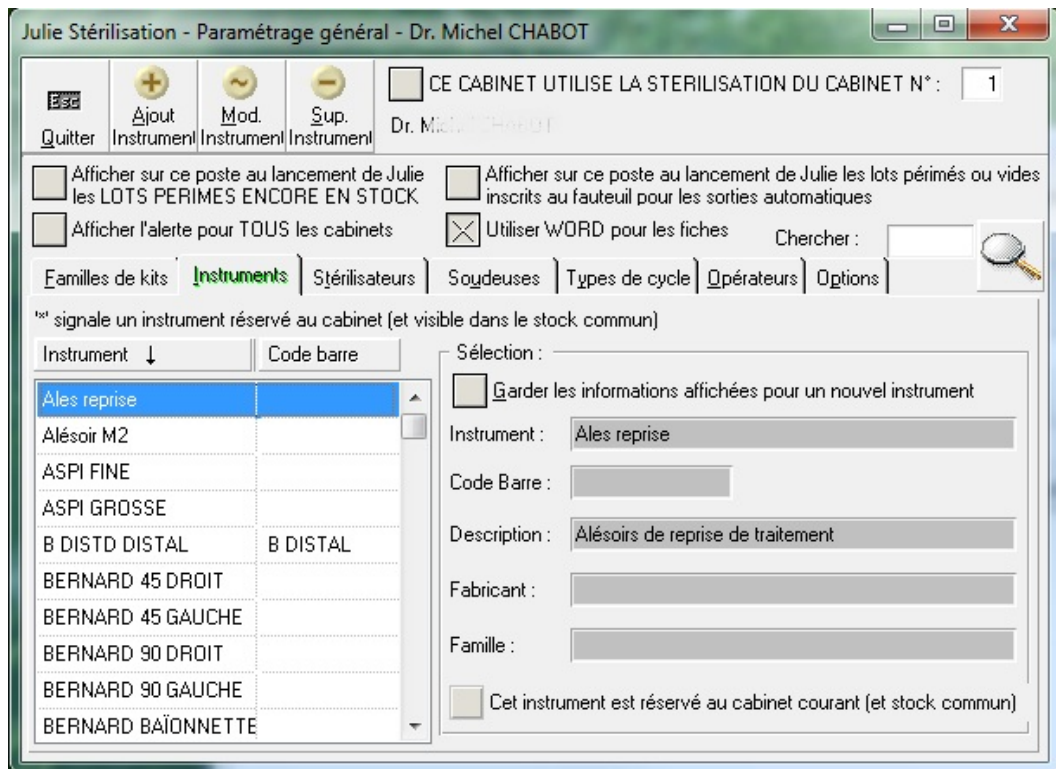 Julie Stérilisation - Paramétrage général - Dr. Michel CHABOT
Esc
Quitter
Ajout
Instrument
Mod.
Instrument
Sup.
Instrument
CE CABINET UTILISE LA STERILISATION DU CABINET N° : 1
Dr. Michel CHABOT
Afficher sur ce poste au lancement de Julie
les LOTS PERIMES ENCORE EN STOCK
Afficher sur ce poste au lancement de Julie les lots périmés ou vides
inscrits au fauteuil pour les sorties automatiques
Afficher l'alerte pour TOUS les cabinets
Utiliser WORD pour les fiches
Chercher :
Familles de kits Instruments Stérilisateurs Soudeuses Types de cycle Opérateurs Options
'*' signale un instrument réservé au cabinet (et visible dans le stock commun)
Instrument ↓ Code barre
Ales reprise
Alésoir M2
ASPI FINE
ASPI GROSSE
B DISTD DISTAL B DISTAL
BERNARD 45 DROIT
BERNARD 45 GAUCHE
BERNARD 90 DROIT
BERNARD 90 GAUCHE
BERNARD BAÏONNETTE
Sélection :
Garder les informations affichées pour un nouvel instrument
Instrument : Ales reprise
Code Barre :
Description : Alésoirs de reprise de traitement
Fabricant :
Famille :
Cet instrument est réservé au cabinet courant (et stock commun)